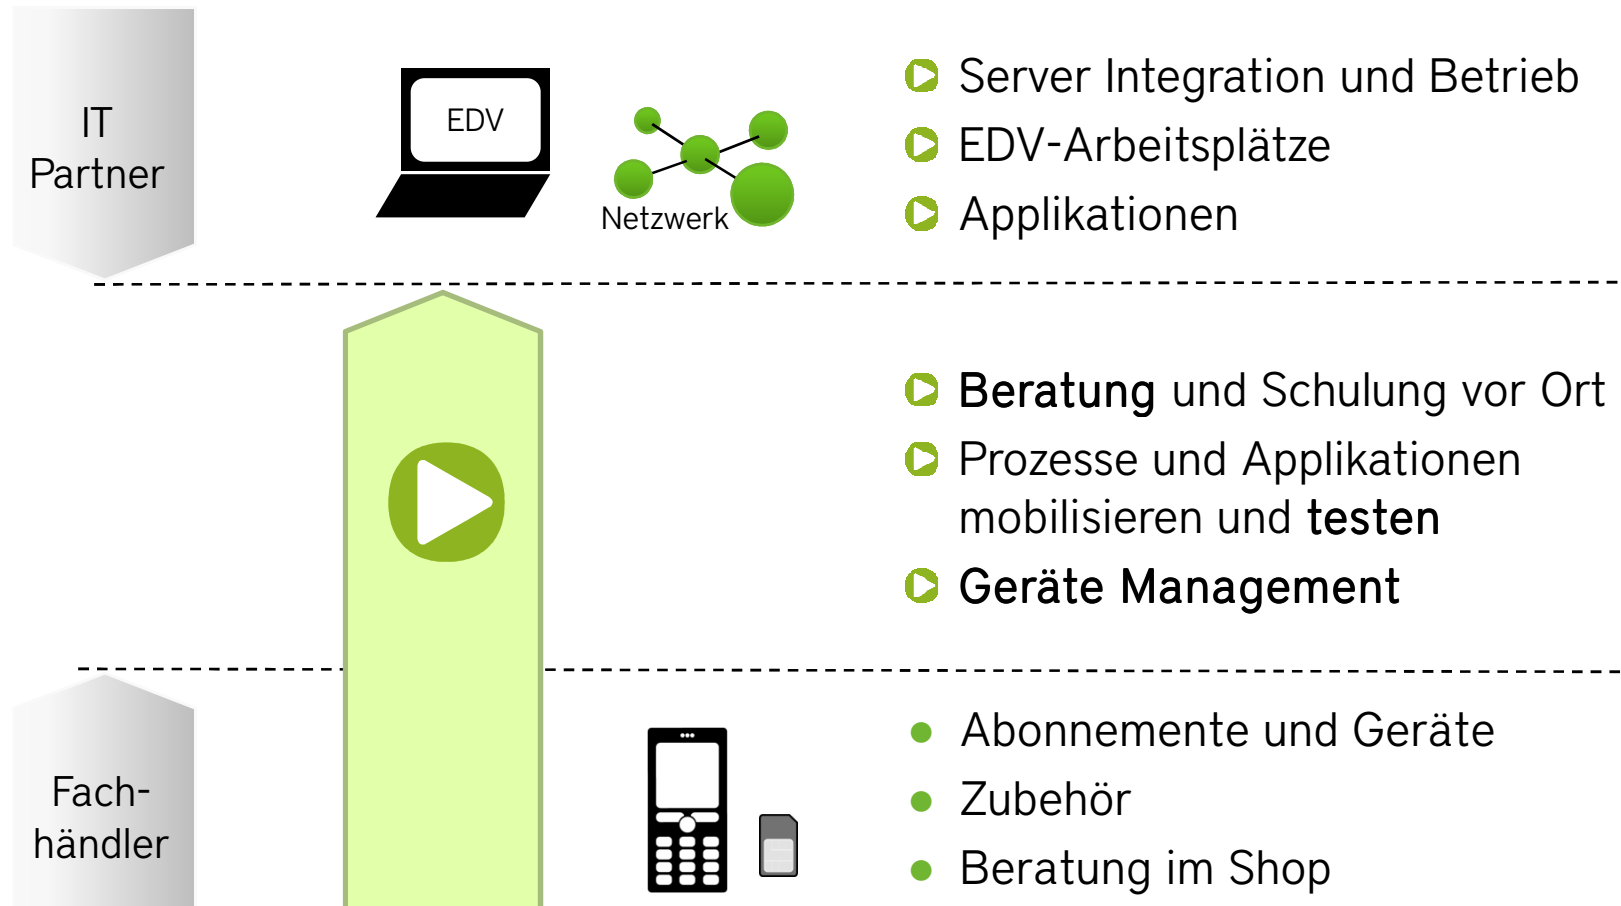 IT
Partner
EDV
Netzwerk
Server Integration und Betrieb
EDV-Arbeitsplätze
Applikationen
Beratung und Schulung vor Ort
Prozesse und Applikationen
mobilisieren und testen
Geräte Management
Fach-
händler
Abonnemente und Geräte
Zubehör
Beratung im Shop